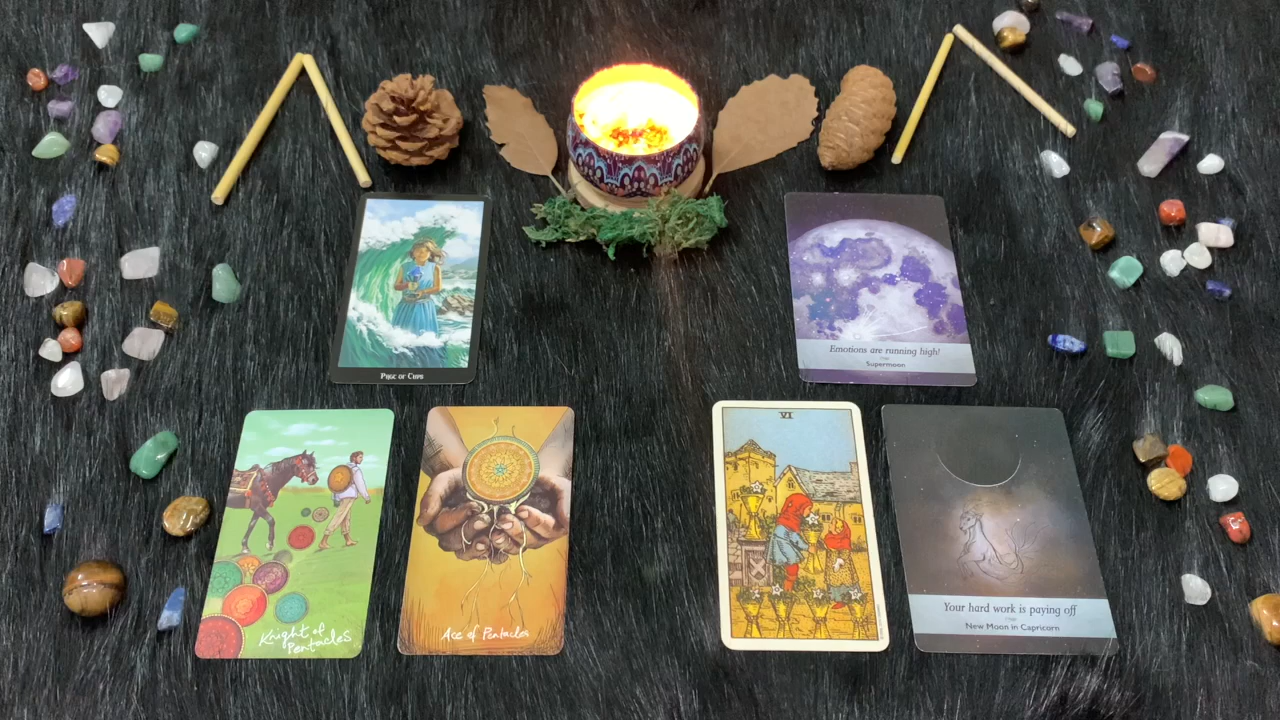 Page of Cups
Emotions are running high!
Supermoon
Knight of
Pentacles
Ace of Pentacles
VI
Your hard work is paying off
New Moon in Capricorn